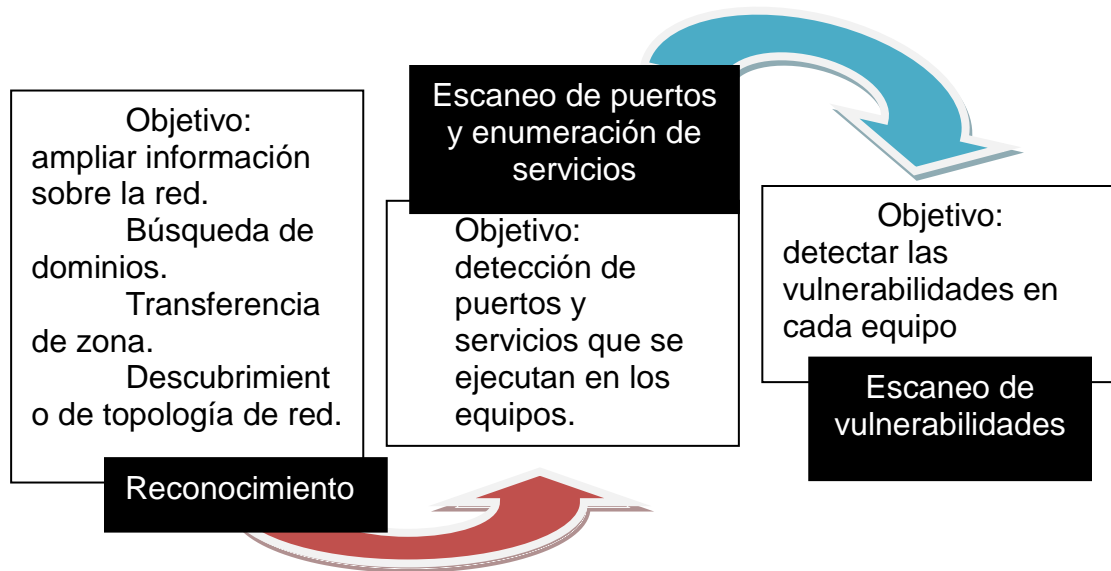 Objetivo:
ampliar información
sobre la red.
Búsqueda de
dominios.
Transferencia
de zona.
Descubrimient
o de topología de red.
Reconocimiento
Escaneo de puertos
y enumeración de
servicios
Objetivo:
detección de
puertos y
servicios que se
ejecutan en los
equipos.
Objetivo:
detectar las
vulnerabilidades en
cada equipo
Escaneo de
vulnerabilidades